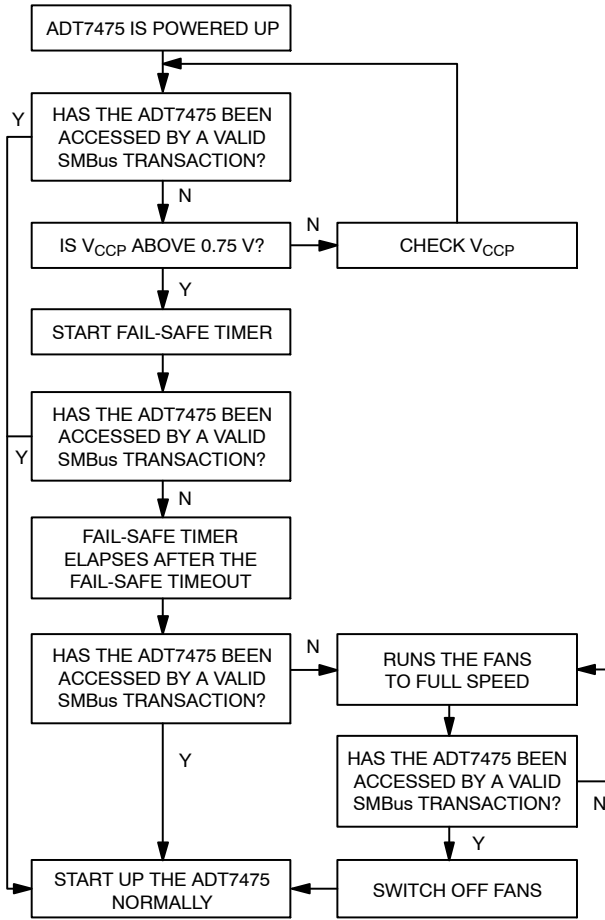 ADT7475 IS POWERED UP
HAS THE ADT7475 BEEN
ACCESSED BY A VALID
SMBus TRANSACTION?
Y
N
IS VCCP ABOVE 0.75 V?
N
CHECK VCCP
Y
START FAIL-SAFE TIMER
HAS THE ADT7475 BEEN
ACCESSED BY A VALID
SMBus TRANSACTION?
Y
N
FAIL-SAFE TIMER
ELAPSES AFTER THE
FAIL-SAFE TIMEOUT
HAS THE ADT7475 BEEN
ACCESSED BY A VALID
SMBus TRANSACTION?
N
RUNS THE FANS
TO FULL SPEED
Y
HAS THE ADT7475 BEEN
ACCESSED BY A VALID
SMBus TRANSACTION?
N
Y
START UP THE ADT7475
NORMALLY
SWITCH OFF FANS